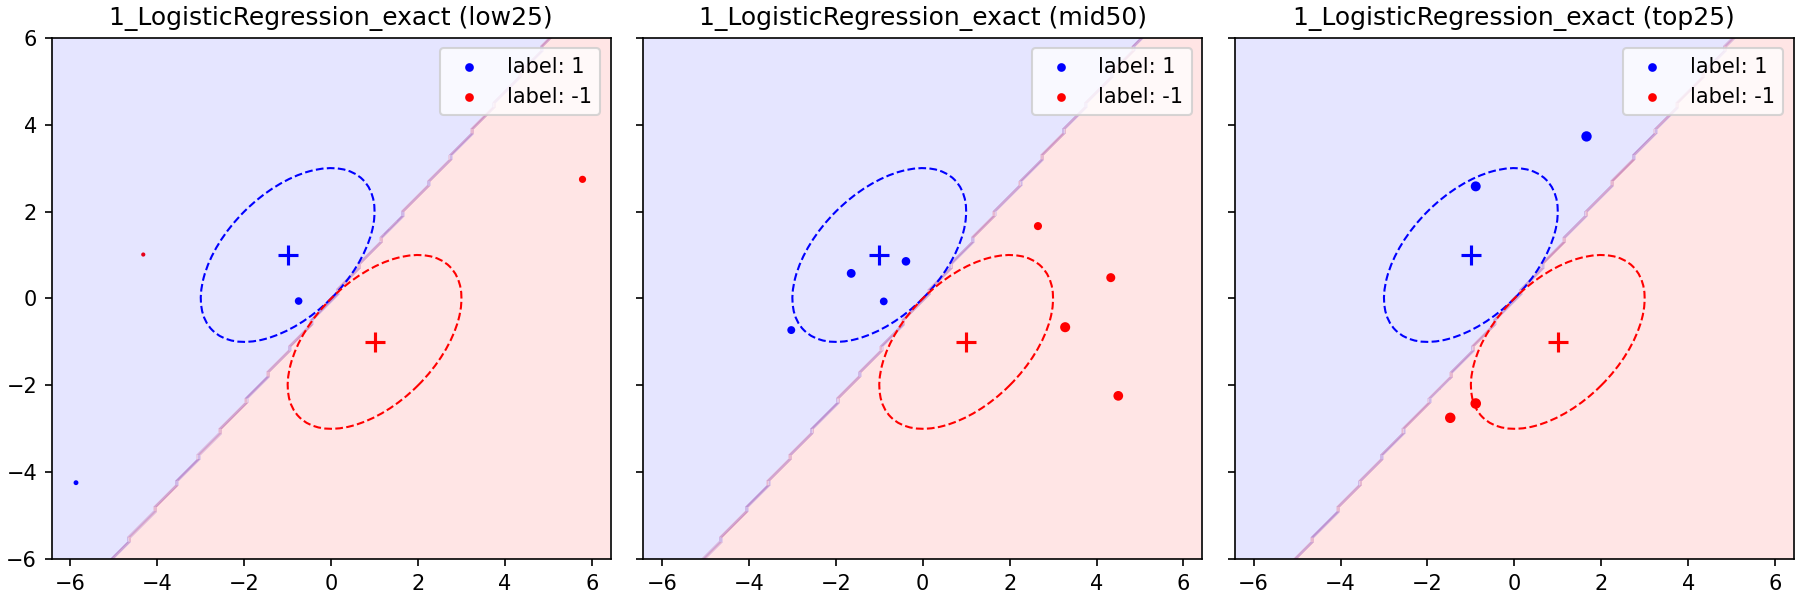 1_LogisticRegression_exact (low25)
label: 1
label: -1
6
4
2
0
−2
−4
−6
−6 −4 −2 0 2 4 6
1_LogisticRegression_exact (mid50)
label: 1
label: -1
−6 −4 −2 0 2 4 6
1_LogisticRegression_exact (top25)
label: 1
label: -1
−6 −4 −2 0 2 4 6